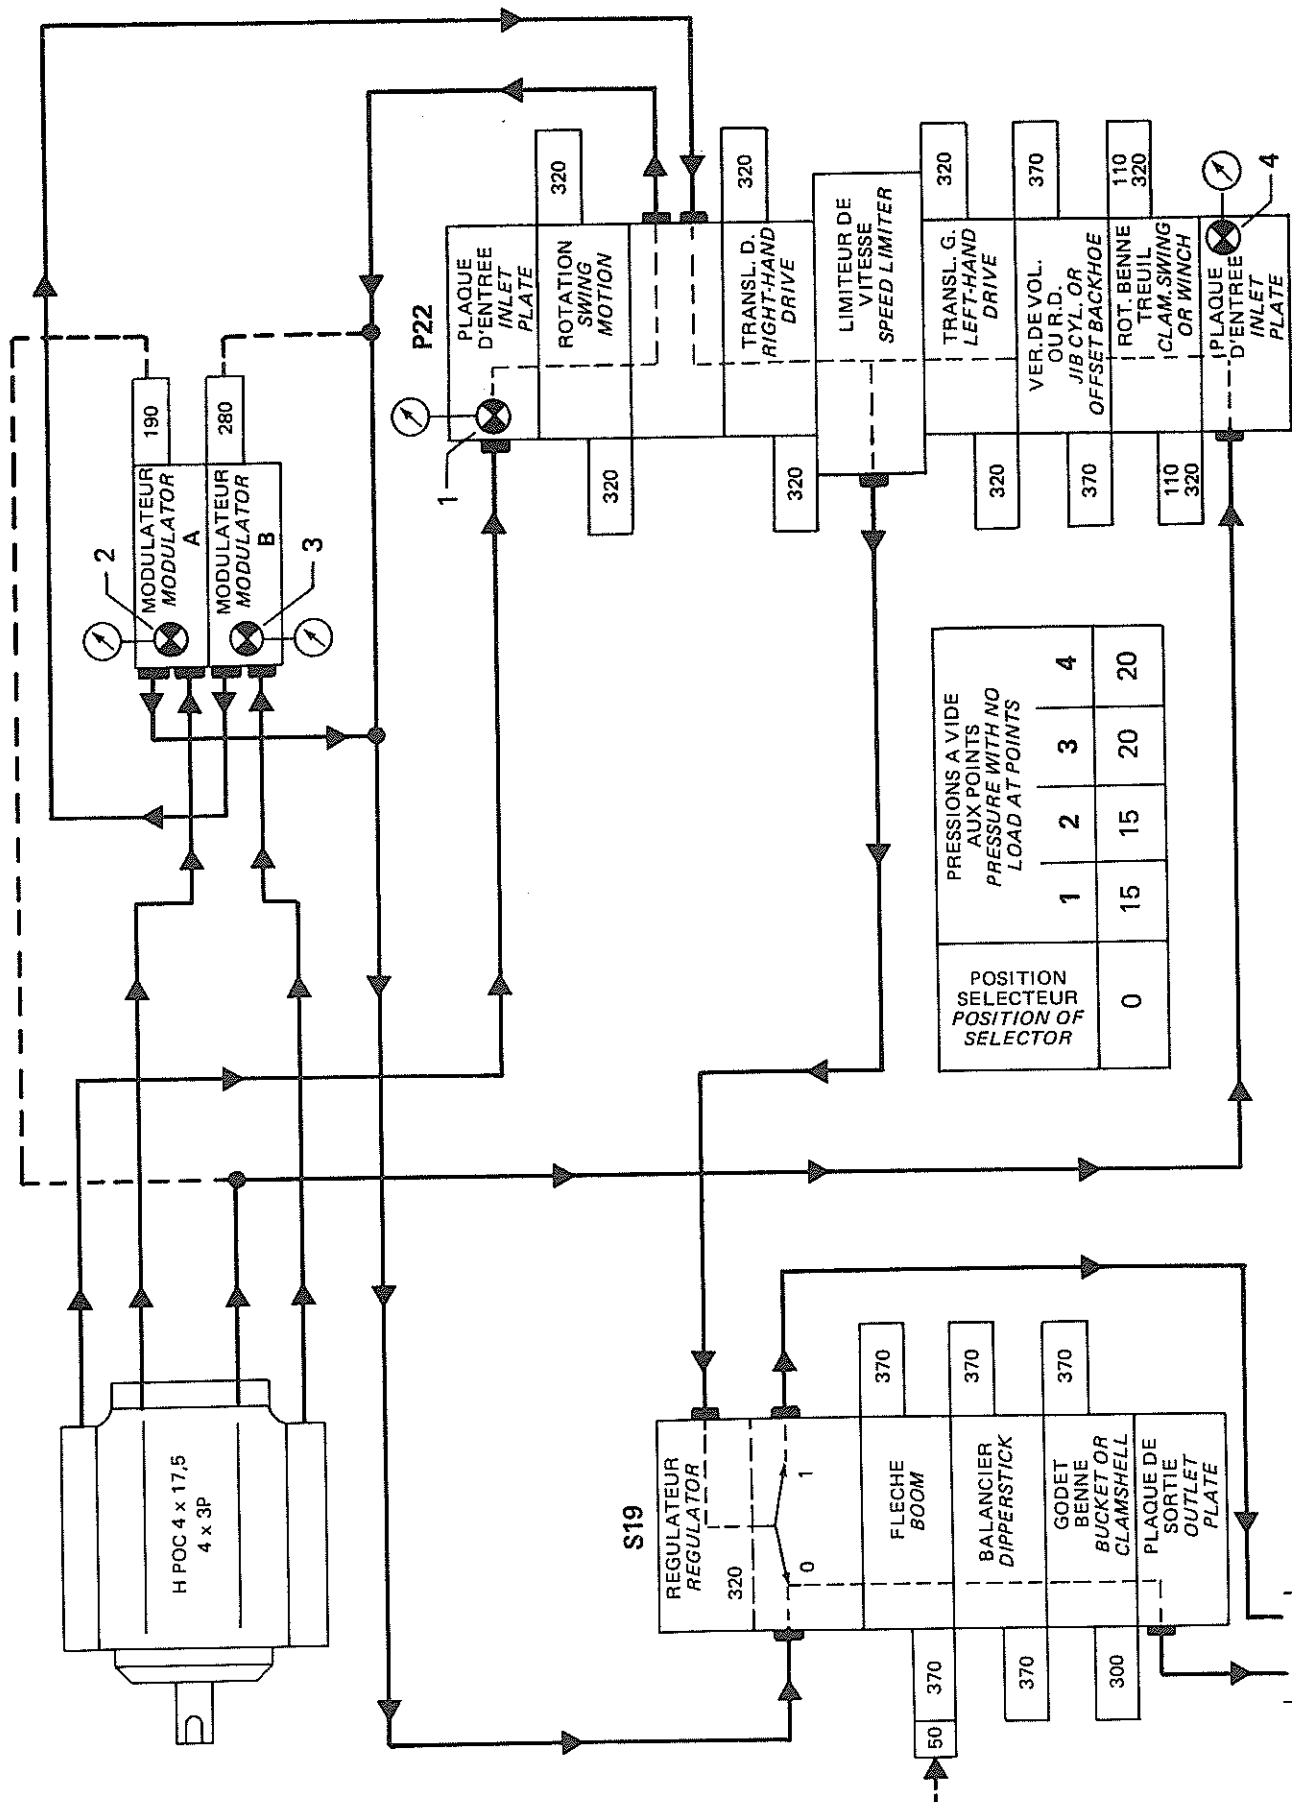 H POC 4 x 17,5
4 x 3P
MODULATEUR
MODULATOR
A
190
MODULATEUR
MODULATOR
B
280
2
3
P22
1
PLAQUE
D'ENTREE
INLET
PLATE
ROTATION
SWING
MOTION
320
320
TRANSL. D.
RIGHT-HAND
DRIVE
320
320
LIMITEUR DE
VITESSE
SPEED LIMITER
TRANSL. G.
LEFT-HAND
DRIVE
320
320
VER. DE VOL.
OU R.D.
JIB CYL. OR
OFFSET BACKHOE
370
370
ROT. BENNE
TREUIL
CLAM.SWING
OR WINCH
110
320
110
320
PLAQUE
D'ENTREE
INLET
PLATE
4
S19
REGULATEUR
REGULATOR
320
0
1
FLECHE
BOOM
370
370
50
BALANCIER
DIPPERSTICK
370
370
GODET
BENNE
BUCKET OR
CLAMSHELL
370
300
PLAQUE DE
SORTIE
OUTLET
PLATE
POSITION
SELECTEUR
POSITION OF
SELECTOR
PRESSIONS A VIDE
AUX POINTS
PRESSURE WITH NO
LOAD AT POINTS
1 2 3 4
0 15 15 20 20